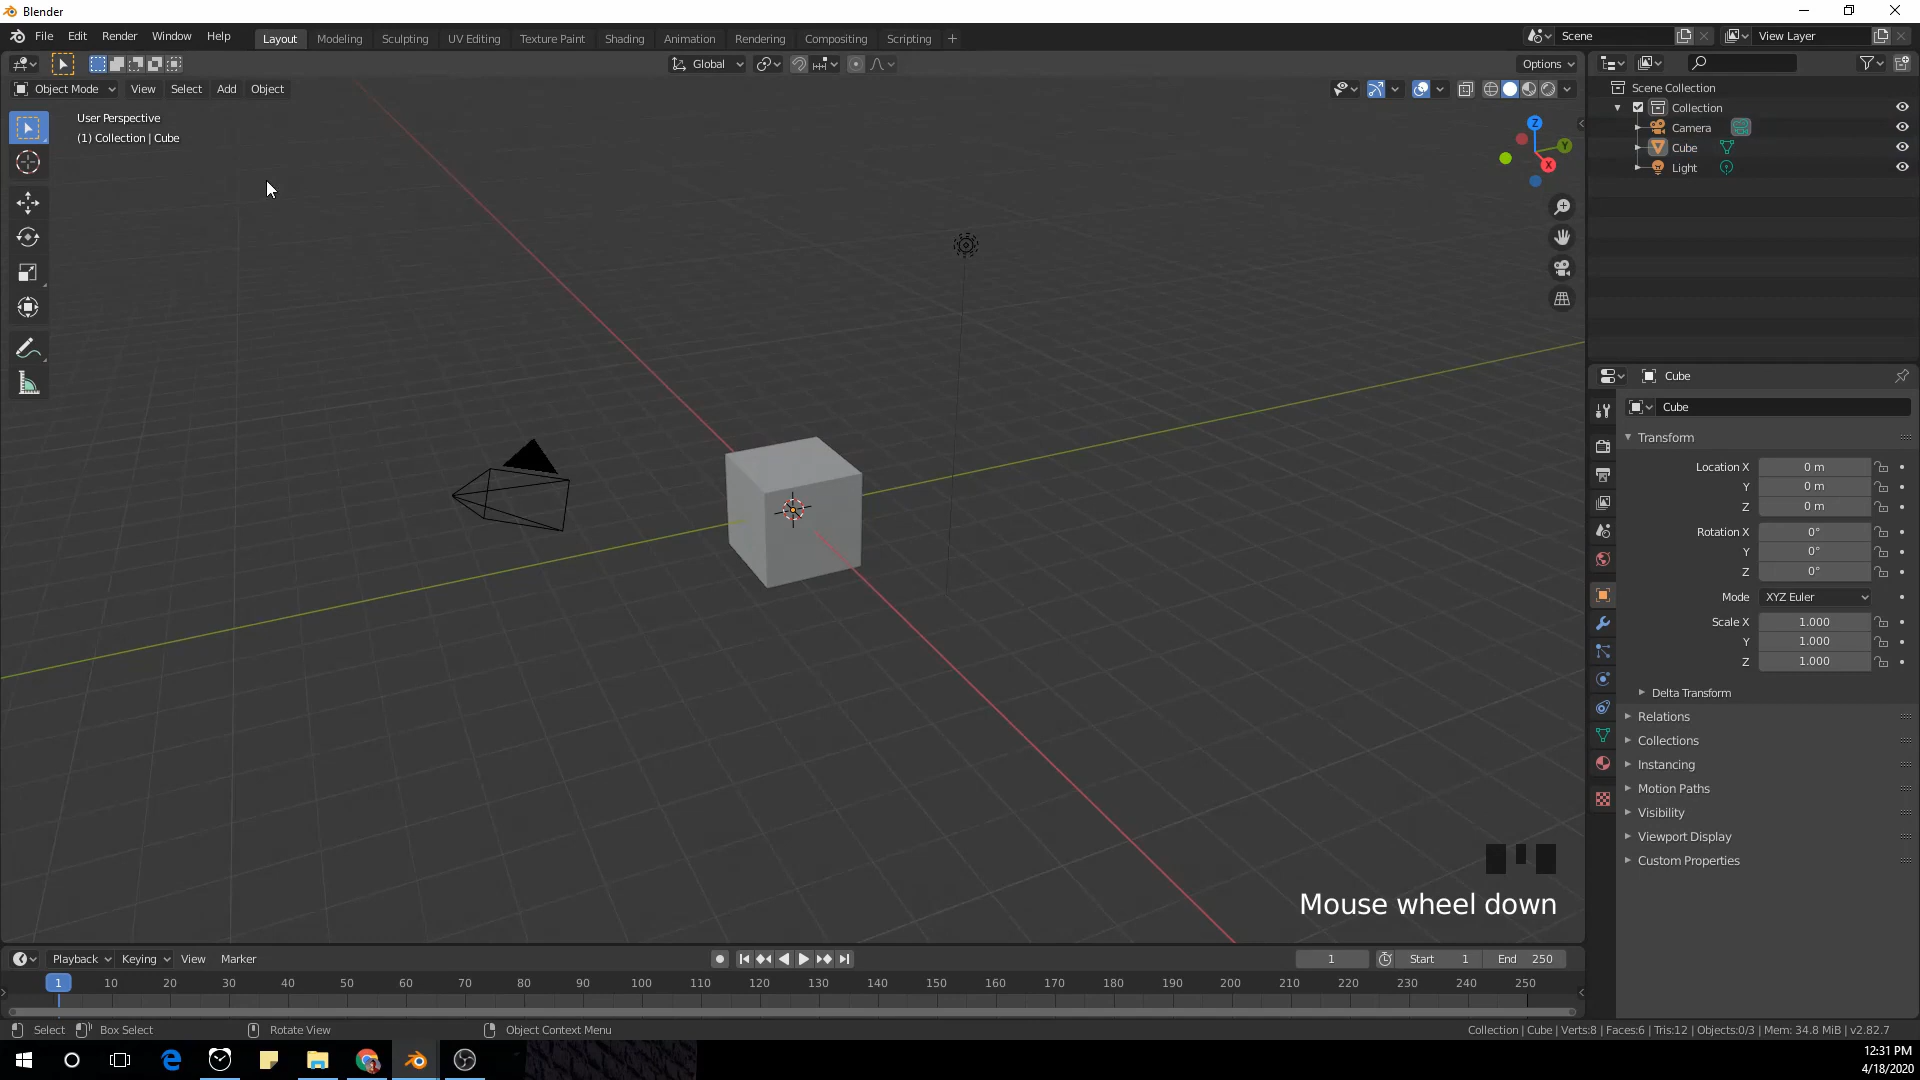 Blender
File Edit Render Window Help Layout Modeling Sculpting UV Editing Texture Paint Shading Animation Rendering Compositing Scripting + Scene View Layer
Global Options
Object Mode View Select Add Object
User Perspective
(1) Collection | Cube
Z
Y
X
Scene Collection
Collection
Camera
Cube
Light
Cube
Cube
Transform
Location X 0 m
Y 0 m
Z 0 m
Rotation X 0°
Y 0°
Z 0°
Mode XYZ Euler
Scale X 1.000
Y 1.000
Z 1.000
Delta Transform
Relations
Collections
Instancing
Motion Paths
Visibility
Viewport Display
Custom Properties
Mouse wheel down
Playback Keying View Marker 1 Start 1 End 250
1 10 20 30 40 50 60 70 80 90 100 110 120 130 140 150 160 170 180 190 200 210 220 230 240 250
Select Box Select Rotate View Object Context Menu Collection | Cube | Verts:8 | Faces:6 | Tris:12 | Objects:0/3 | Mem: 34.8 MiB | v2.82.7
12:31 PM
4/18/2020